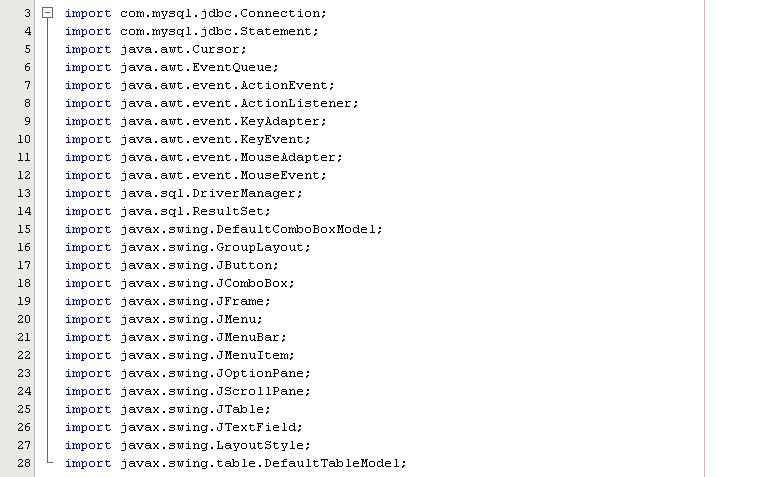 3 import com.mysql.jdbc.Connection;
4 import com.mysql.jdbc.Statement;
5 import java.awt.Cursor;
6 import java.awt.EventQueue;
7 import java.awt.event.ActionEvent;
8 import java.awt.event.ActionListener;
9 import java.awt.event.KeyAdapter;
10 import java.awt.event.KeyEvent;
11 import java.awt.event.MouseAdapter;
12 import java.awt.event.MouseEvent;
13 import java.sql.DriverManager;
14 import java.sql.ResultSet;
15 import javax.swing.DefaultComboBoxModel;
16 import javax.swing.GroupLayout;
17 import javax.swing.JButton;
18 import javax.swing.JComboBox;
19 import javax.swing.JFrame;
20 import javax.swing.JMenu;
21 import javax.swing.JMenuBar;
22 import javax.swing.JMenuItem;
23 import javax.swing.JOptionPane;
24 import javax.swing.JScrollPane;
25 import javax.swing.JTable;
26 import javax.swing.JTextField;
27 import javax.swing.LayoutStyle;
28 import javax.swing.table.DefaultTableModel;